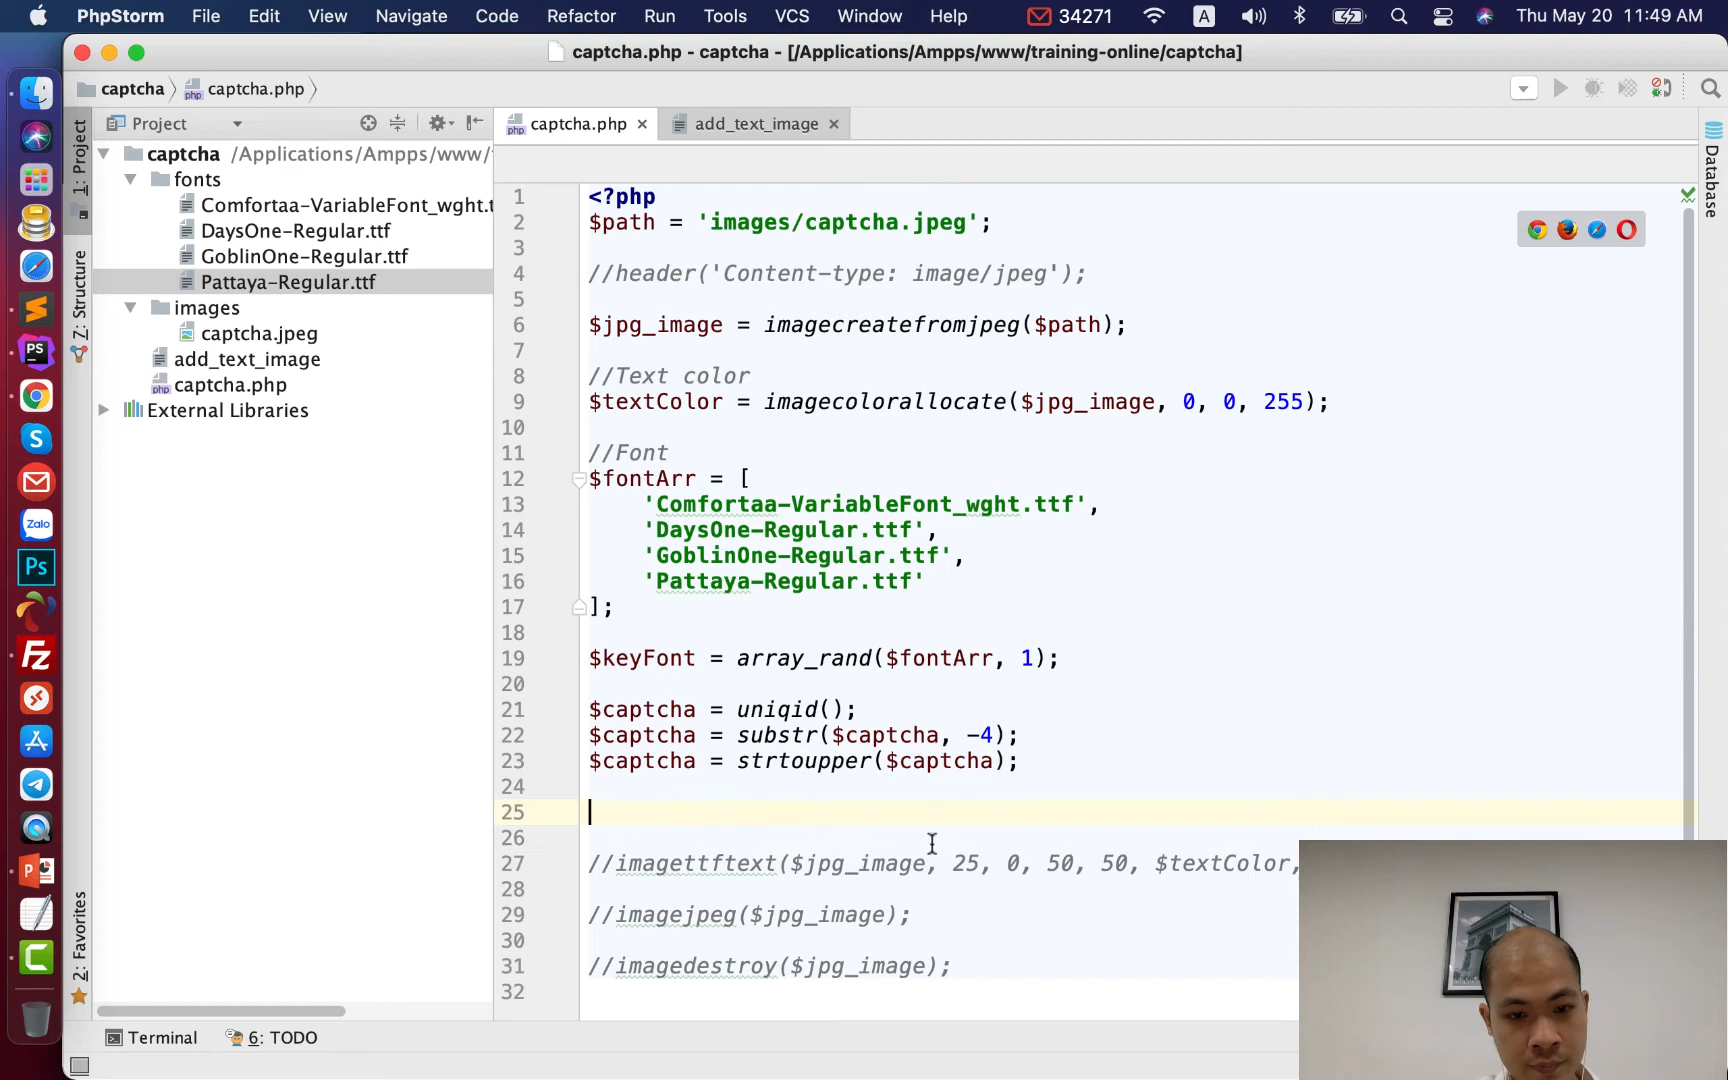 PhpStorm File Edit View Navigate Code Refactor Run Tools VCS Window Help 34271 A Thu May 20 11:49 AM
captcha.php - captcha - [/Applications/Ampps/www/training-online/captcha]
captcha captcha.php
Project
captcha.php
add_text_image
captcha /Applications/Ampps/www/
fonts
Comfortaa-VariableFont_wght.t
DaysOne-Regular.ttf
GoblinOne-Regular.ttf
Pattaya-Regular.ttf
images
captcha.jpeg
add_text_image
captcha.php
External Libraries
1: Project
7: Structure
2: Favorites
Database
PS
S
Zalo
Ps
Fz
1 <?php
2 $path = 'images/captcha.jpeg';
3
4 //header('Content-type: image/jpeg');
5
6 $jpg_image = imagecreatefromjpeg($path);
7
8 //Text color
9 $textColor = imagecolorallocate($jpg_image, 0, 0, 255);
10
11 //Font
12 $fontArr = [
13 'Comfortaa-VariableFont_wght.ttf',
14 'DaysOne-Regular.ttf',
15 'GoblinOne-Regular.ttf',
16 'Pattaya-Regular.ttf'
17 ];
18
19 $keyFont = array_rand($fontArr, 1);
20
21 $captcha = uniqid();
22 $captcha = substr($captcha, -4);
23 $captcha = strtoupper($captcha);
24
25
26
27 //imagettftext($jpg_image, 25, 0, 50, 50, $textColor,
28
29 //imagejpeg($jpg_image);
30
31 //imagedestroy($jpg_image);
32
Terminal 6: TODO